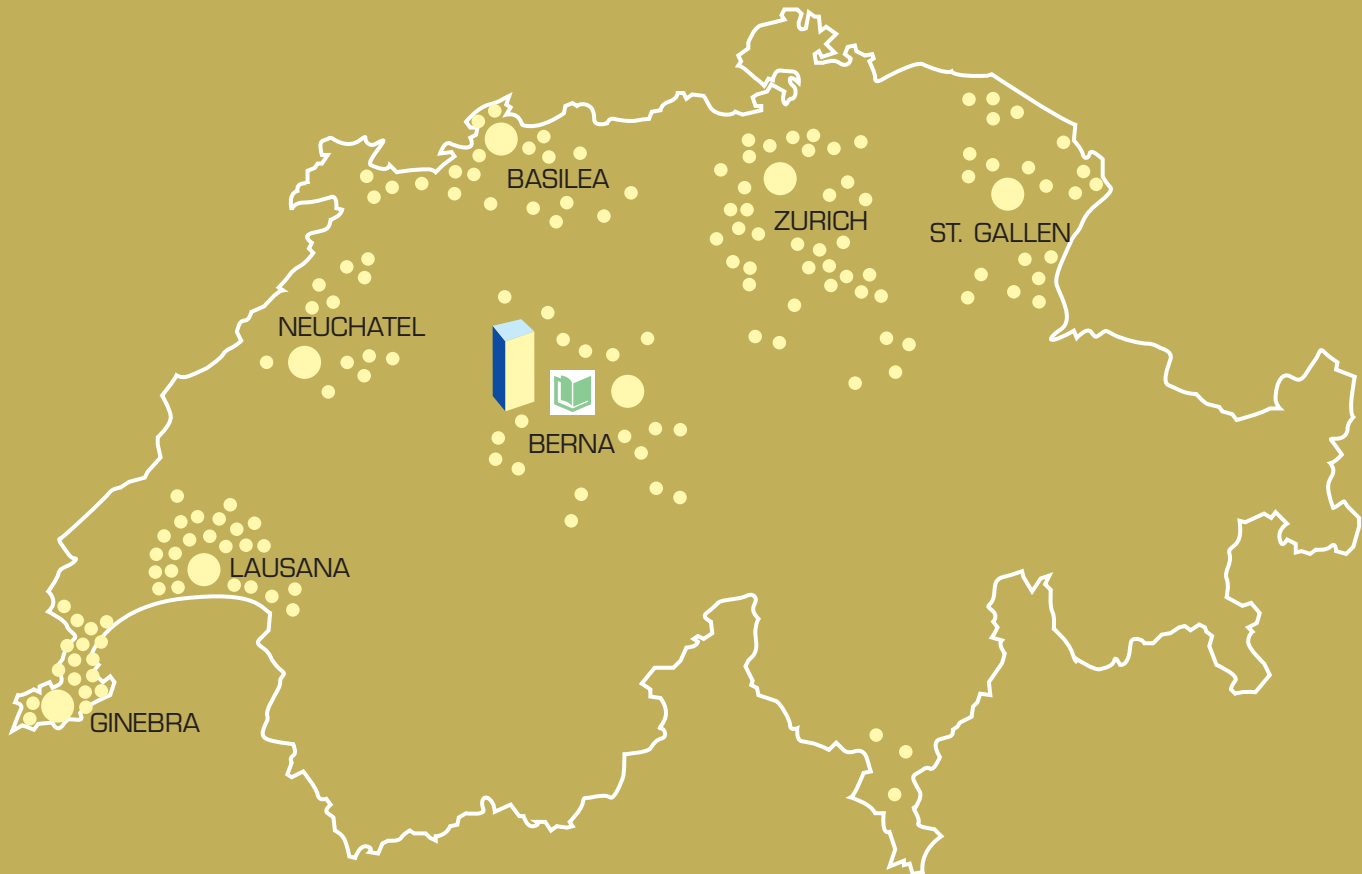 BASILEA
ZURICH
ST. GALLEN
NEUCHATEL
BERNA
LAUSANA
GINEBRA